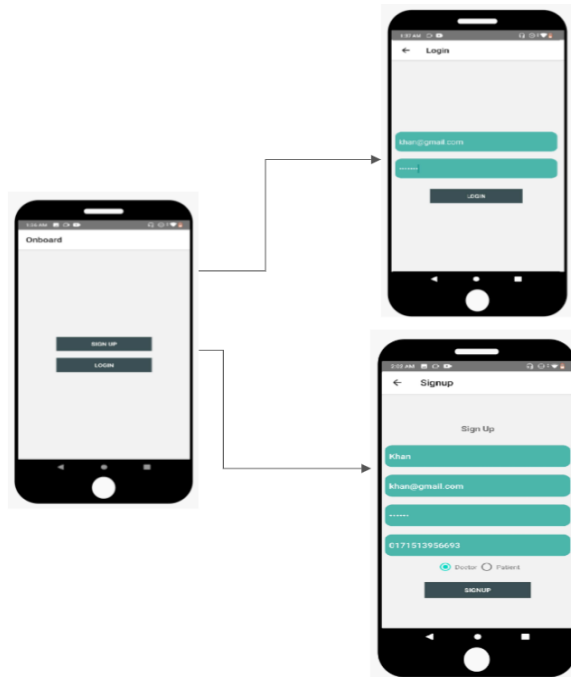 Onboard
SIGN UP
LOGIN
Login
khan@gmail.com
LOGIN
Signup
Sign Up
Khan
khan@gmail.com
0171513956693
Doctor Patient
SIGNUP